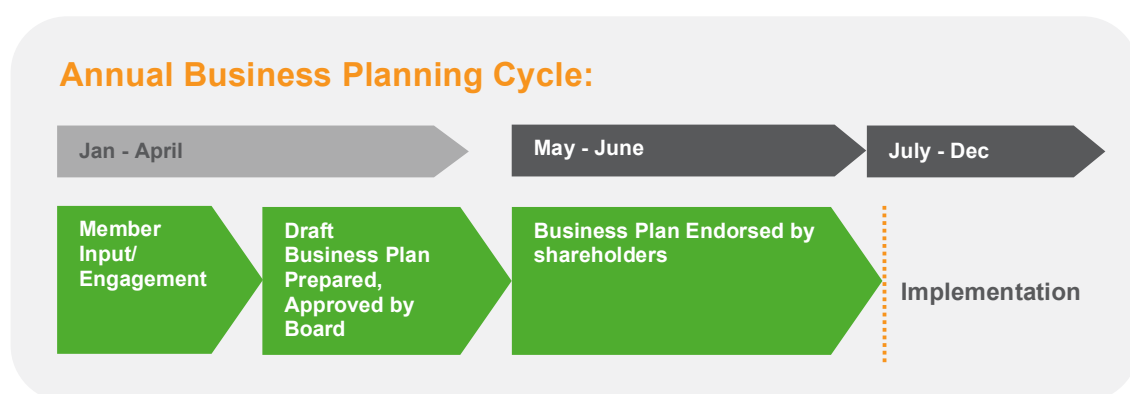 Annual Business Planning Cycle:
Jan - April
May - June
July - Dec
Member
Input/
Engagement
Draft
Business Plan
Prepared,
Approved by
Board
Business Plan Endorsed by
shareholders
Implementation